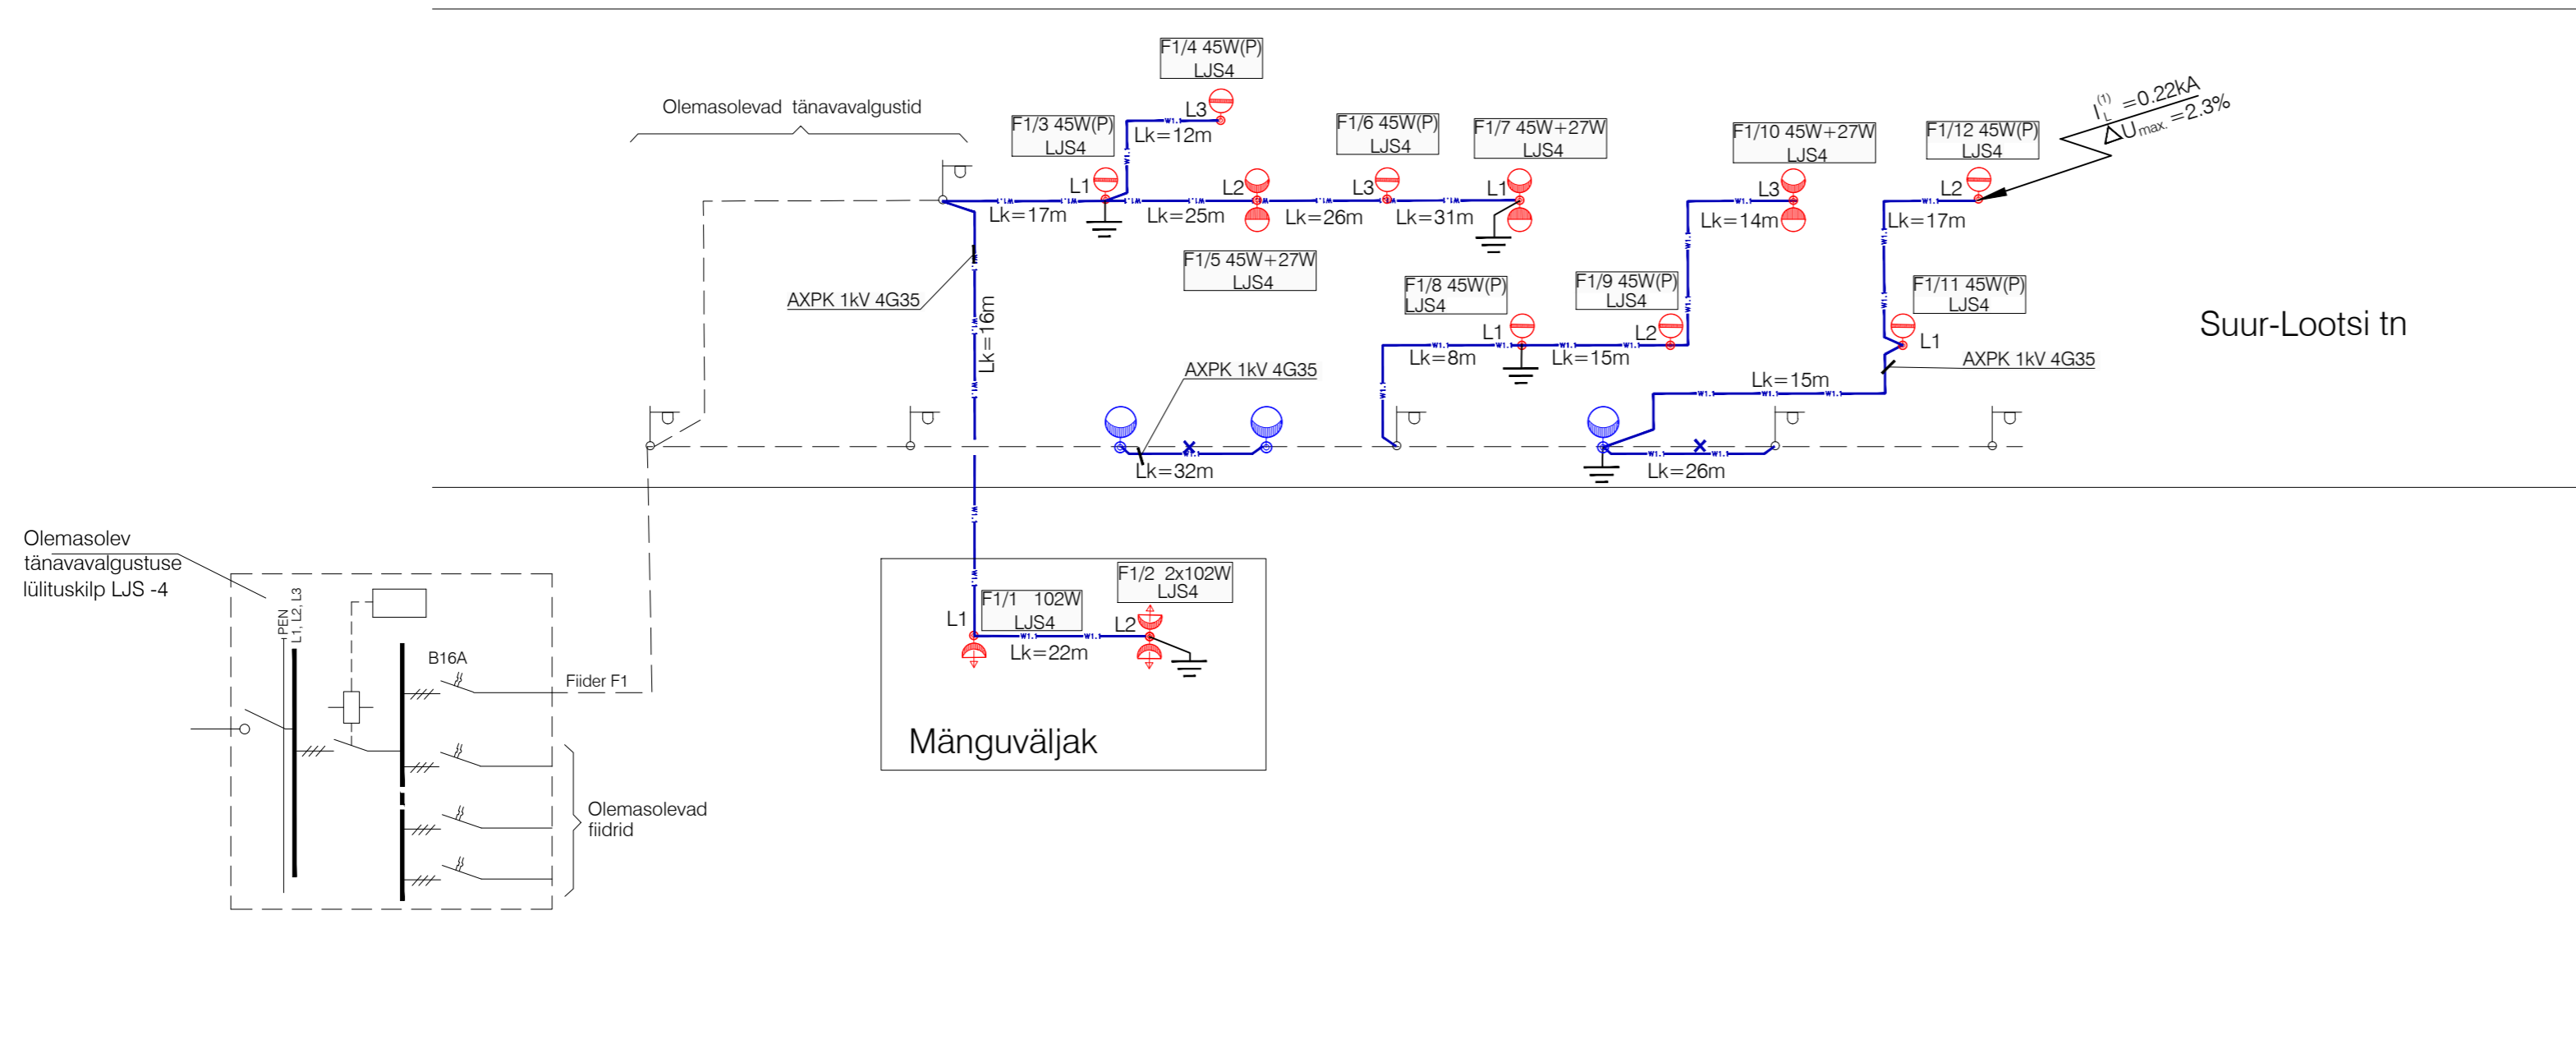 F1/4 45W(P)
LJS4
Olemasolevad tänavavalgustid
F1/3 45W(P)
LJS4
L3
Lk=12m
F1/6 45W(P)
LJS4
F1/7 45W+27W
LJS4
F1/10 45W+27W
LJS4
F1/12 45W(P)
LJS4
I_L^(1) =0.22kA
ΔUmax. =2.3%
L1
L2
L3
L1
L3
L2
Lk=17m
Lk=25m
Lk=26m
Lk=31m
Lk=14m
Lk=17m
F1/5 45W+27W
LJS4
AXPK 1kV 4G35
Lk=16m
F1/8 45W(P)
LJS4
F1/9 45W(P)
LJS4
F1/11 45W(P)
LJS4
Suur-Lootsi tn
L1
L2
L1
Lk=8m
Lk=15m
AXPK 1kV 4G35
AXPK 1kV 4G35
Lk=15m
Lk=32m
Lk=26m
Olemasolev
tänavavalgustuse
lülituskilp LJS -4
PEN
L1, L2, L3
B16A
Fiider F1
F1/1 102W
LJS4
F1/2 2x102W
LJS4
L1
L2
Lk=22m
Mänguväljak
Olemasolevad
fiidrid